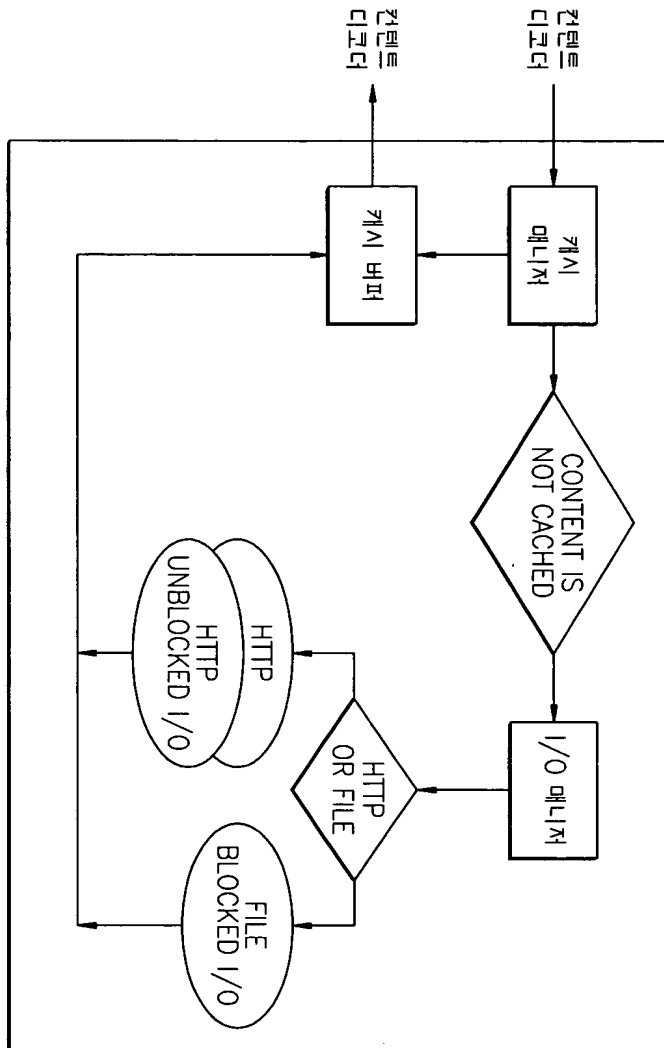 컨텐트
디코더
컨텐트
디코더
캐시
매니저
캐시 버퍼
CONTENT IS
NOT CACHED
I/O 매니저
HTTP
OR FILE
HTTP
HTTP
UNBLOCKED I/O
FILE
BLOCKED I/O